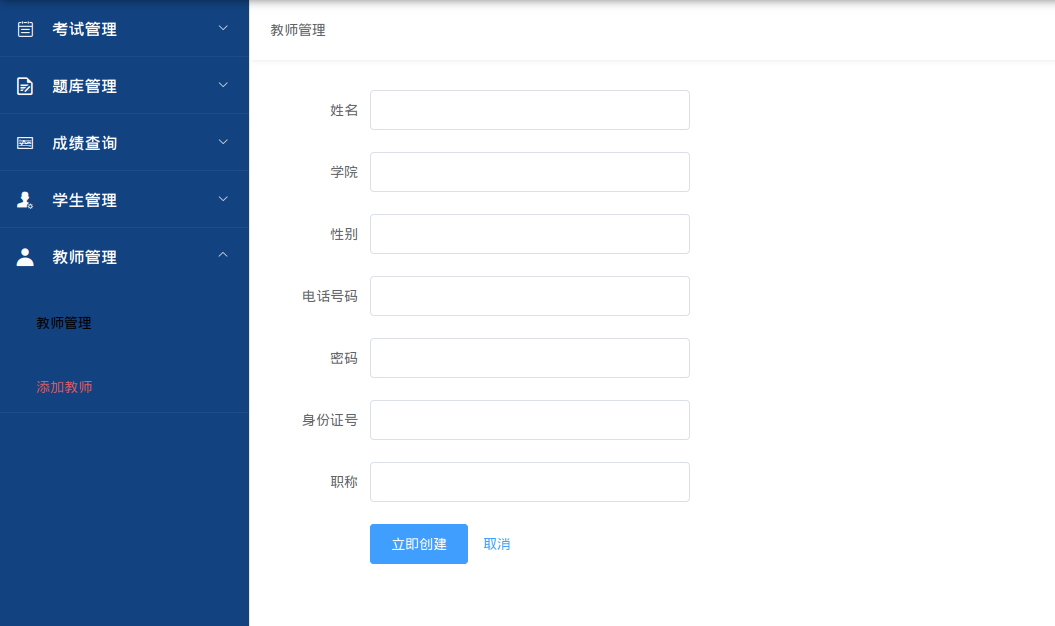 考试管理
题库管理
成绩查询
学生管理
教师管理
教师管理
添加教师
教师管理
姓名
学院
性别
电话号码
密码
身份证号
职称
立即创建
取消